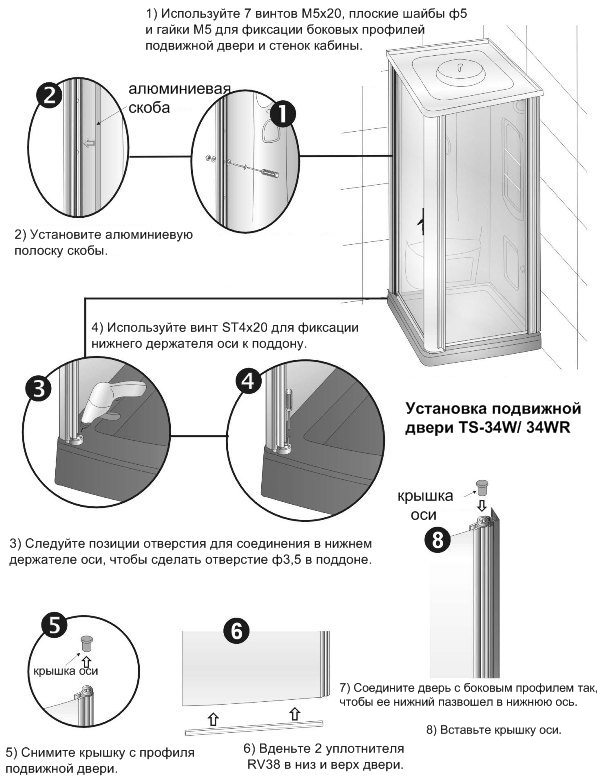 1) Используйте 7 винтов М5х20, плоские шайбы ф5
и гайки М5 для фиксации боковых профилей
подвижной двери и стенок кабины.
2
алюминиевая
скоба
1
2) Установите алюминиевую
полоску скобы.
4) Используйте винт ST4x20 для фиксации
нижнего держателя оси к поддону.
3
4
Установка подвижной
двери TS-34W/ 34WR
3) Следуйте позиции отверстия для соединения в нижнем
держателе оси, чтобы сделать отверстие ф3,5 в поддоне.
крышка
оси
8
5
крышка оси
6
5) Снимите крышку с профиля
подвижной двери.
6) Вденьте 2 уплотнителя
RV38 в низ и верх двери.
7) Соедините дверь с боковым профилем так,
чтобы ее нижний пазвошел в нижнюю ось.
8) Вставьте крышку оси.